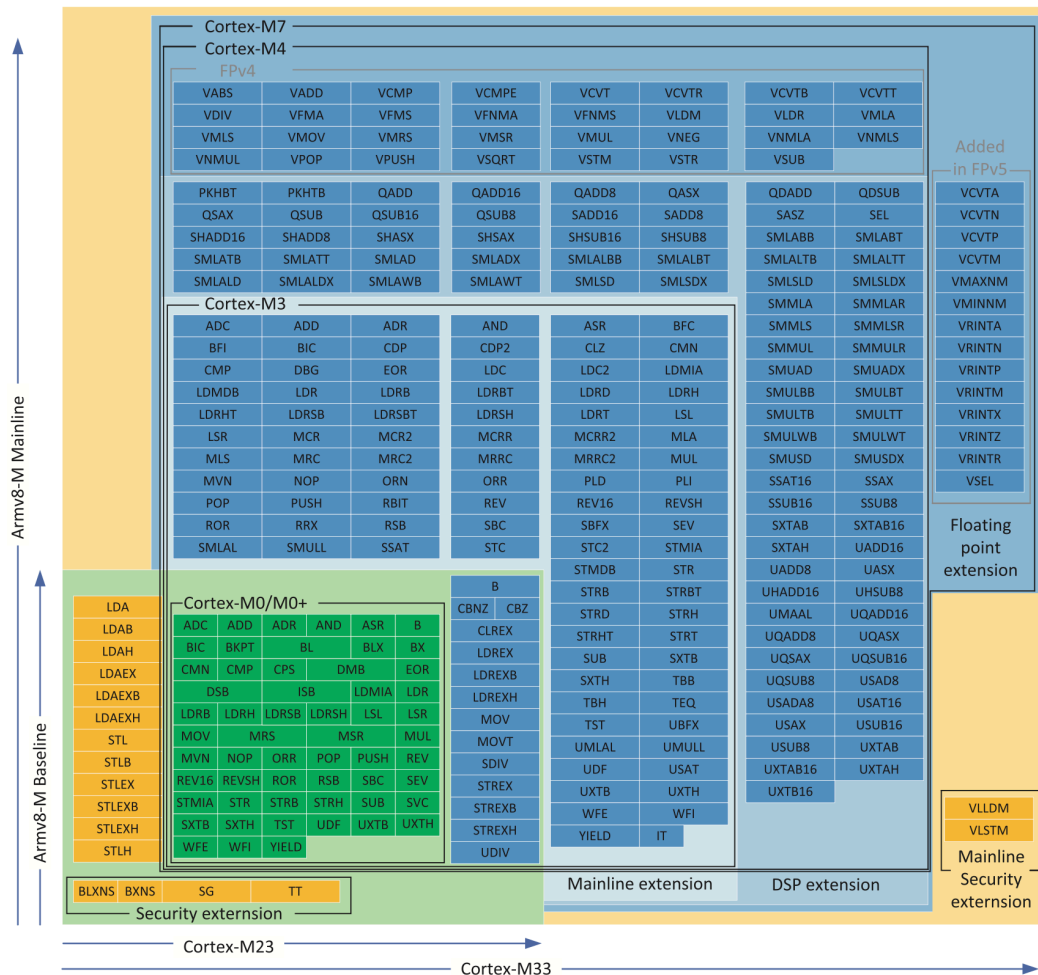 Cortex-M7
Cortex-M4
FPv4
VABS VADD VCMP VCMPE VCVT VCVTR VCVTB VCVTT
VDIV VFMA VFMS VFNMA VFNMS VLDM VLDR VMLA
VMLS VMOV VMRS VMSR VMUL VNEG VNMLA VNMLS
VNMUL VPOP VPUSH VSQRT VSTM VSTR VSUB
Added
in FPv5
PKHBT PKHTB QADD QADD16 QADD8 QASX QDADD QDSUB VCVTA
QSAX QSUB QSUB16 QSUB8 SADD16 SADD8 SASZ SEL VCVTN
SHADD16 SHADD8 SHASX SHSAX SHSUB16 SHSUB8 SMLABB SMLABT VCVTP
SMLATB SMLATT SMLAD SMLADX SMLALBB SMLALBT SMLALTB SMLALTT VCVTM
SMLALD SMLALDX SMLAWB SMLAWT SMLSD SMLSDX SMLSLD SMLSLDX VMAXNM
Cortex-M3 SMMLA SMMLAR VMINNM
ADC ADD ADR AND ASR BFC SMMLS SMMLSR VRINTA
BFI BIC CDP CDP2 CLZ CMN SMMUL SMMULR VRINTN
CMP DBG EOR LDC LDC2 LDMIA SMUAD SMUADX VRINTP
LDMDB LDR LDRB LDRBT LDRD LDRH SMULBB SMULBT VRINTM
LDRHT LDRSB LDRSBT LDRSH LDRT LSL SMULTB SMULTT VRINTX
LSR MCR MCR2 MCRR MCRR2 MLA SMULWB SMULWT VRINTZ
MLS MRC MRC2 MRRC MRRC2 MUL SMUSD SMUSDX VRINTR
MVN NOP ORN ORR PLD PLI SSAT16 SSAX VSEL
POP PUSH RBIT REV REV16 REVSH SSUB16 SSUB8
ROR RRX RSB SBC SBFX SEV SXTAB SXTAB16
SMLAL SMULL SSAT STC STC2 STMIA SXTAH UADD16
Floating
point
extension
STMDB STR UADD8 UASX
B STRB STRBT UHADD16 UHSUB8
LDA Cortex-M0/M0+ CBNZ CBZ STRD STRH UMAAL UQADD16
LDAB ADC ADD ADR AND ASR B CLREX STRHT STRT UQADD8 UQASX
LDAH BIC BKPT BL BLX BX LDREX SUB SXTB UQSAX UQSUB16
LDAEX CMN CMP CPS DMB EOR LDREXB SXTH TBB UQSUB8 USAD8
LDAEXB DSB ISB LDMIA LDR LDREXH TBH TEQ USADA8 USAT16
LDAEXH LDRB LDRH LDRSB LDRSH LSL LSR MOV TST UBFX USAX USUB16
STL MOV MRS MSR MUL MOVT UMLAL UMULL USUB8 UXTAB
STLB MVN NOP ORR POP PUSH REV SDIV UDF USAT UXTAB16 UXTAH
STLEX REV16 REVSH ROR RSB SBC SEV STREX UXTB UXTH UXTB16
STLEXB STMIA STR STRB STRH SUB SVC STREXB WFE WFI VLLDM
STLEXH SXTB SXTH TST UDF UXTB UXTH STREXH YIELD IT VLSTM
STLH WFE WFI YIELD UDIV
Mainline
Security
externsion
BLXNS BXNS SG TT
Security externsion
Mainline extension
DSP extension
Armv8-M Mainline
Armv8-M Baseline
Cortex-M23
Cortex-M33